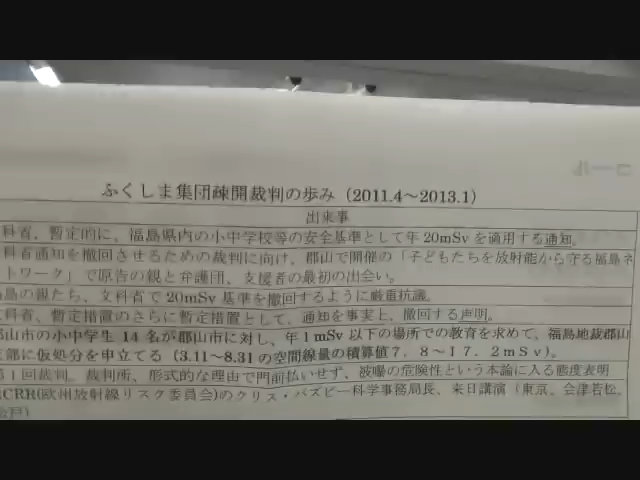 ふくしま集団疎開裁判の歩み（2011.4～2013.1）
出来事
科省、暫定的に、福島県内の小中学校等の安全基準として年20mSvを適用する通知。
科省通知を撤回させるための裁判に向け、郡山で開催の「子どもたちを放射能から守る福島ネ
トワーク」で原告の親と弁護団、支援者の最初の出会い。
島の親たち、文科省で20mSv基準を撤回するように厳重抗議。
科省、暫定措置のさらに暫定措置として、通知を事実上、撤回する声明。
山市の小中学生14名が郡山市に対し、年1mSv以下の場所での教育を求めて、福島地裁郡山
支部に仮処分を申立てる（3.11～8.31の空間線量の積算値7．8～17．2mSv）。
第1回裁判。裁判所、形式的な理由で門前払いせず、被曝の危険性という本論に入る態度表明
CRR(欧州放射線リスク委員会)のクリス・バズビー科学事務局長、来日講演（東京、会津若松、